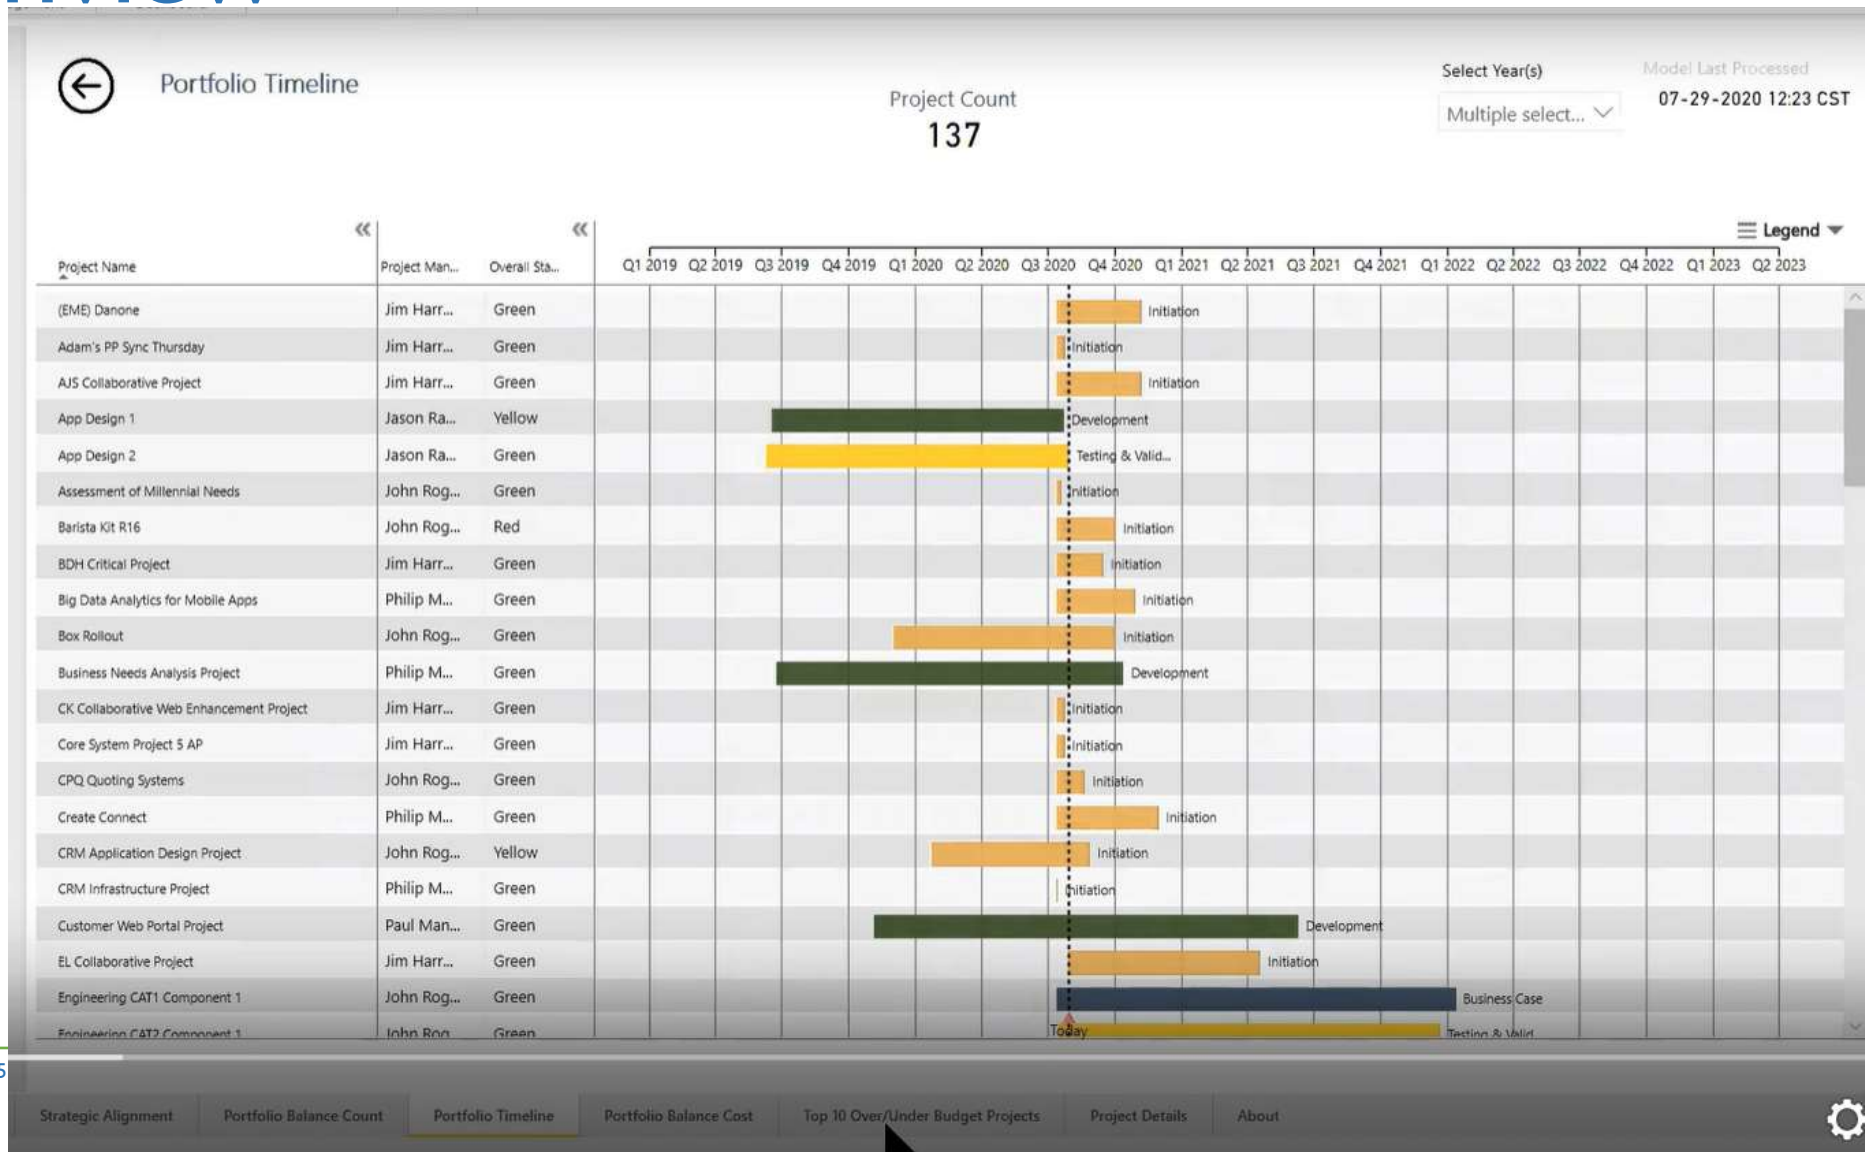 Portfolio Timeline
Project Count
137
Select Year(s)
Multiple select...
Model Last Processed
07-29-2020 12:23 CST
Legend
Project Name Project Man... Overall Sta... Q1 2019 Q2 2019 Q3 2019 Q4 2019 Q1 2020 Q2 2020 Q3 2020 Q4 2020 Q1 2021 Q2 2021 Q3 2021 Q4 2021 Q1 2022 Q2 2022 Q3 2022 Q4 2022 Q1 2023 Q2 2023
(EME) Danone Jim Harr... Green Initiation
Adam's PP Sync Thursday Jim Harr... Green Initiation
AJS Collaborative Project Jim Harr... Green Initiation
App Design 1 Jason Ra... Yellow Development
App Design 2 Jason Ra... Green Testing & Valid...
Assessment of Millennial Needs John Rog... Green Initiation
Barista Kit R16 John Rog... Red Initiation
BDH Critical Project Jim Harr... Green Initiation
Big Data Analytics for Mobile Apps Philip M... Green Initiation
Box Rollout John Rog... Green Initiation
Business Needs Analysis Project Philip M... Green Development
CK Collaborative Web Enhancement Project Jim Harr... Green Initiation
Core System Project 5 AP Jim Harr... Green Initiation
CPQ Quoting Systems John Rog... Green Initiation
Create Connect Philip M... Green Initiation
CRM Application Design Project John Rog... Yellow Initiation
CRM Infrastructure Project Philip M... Green Initiation
Customer Web Portal Project Paul Man... Green Development
EL Collaborative Project Jim Harr... Green Initiation
Engineering CAT1 Component 1 John Rog... Green Business Case
Engineering CAT2 Component 1 John Rog Green Today Testing & Valid
5
Strategic Alignment Portfolio Balance Count Portfolio Timeline Portfolio Balance Cost Top 10 Over/Under Budget Projects Project Details About